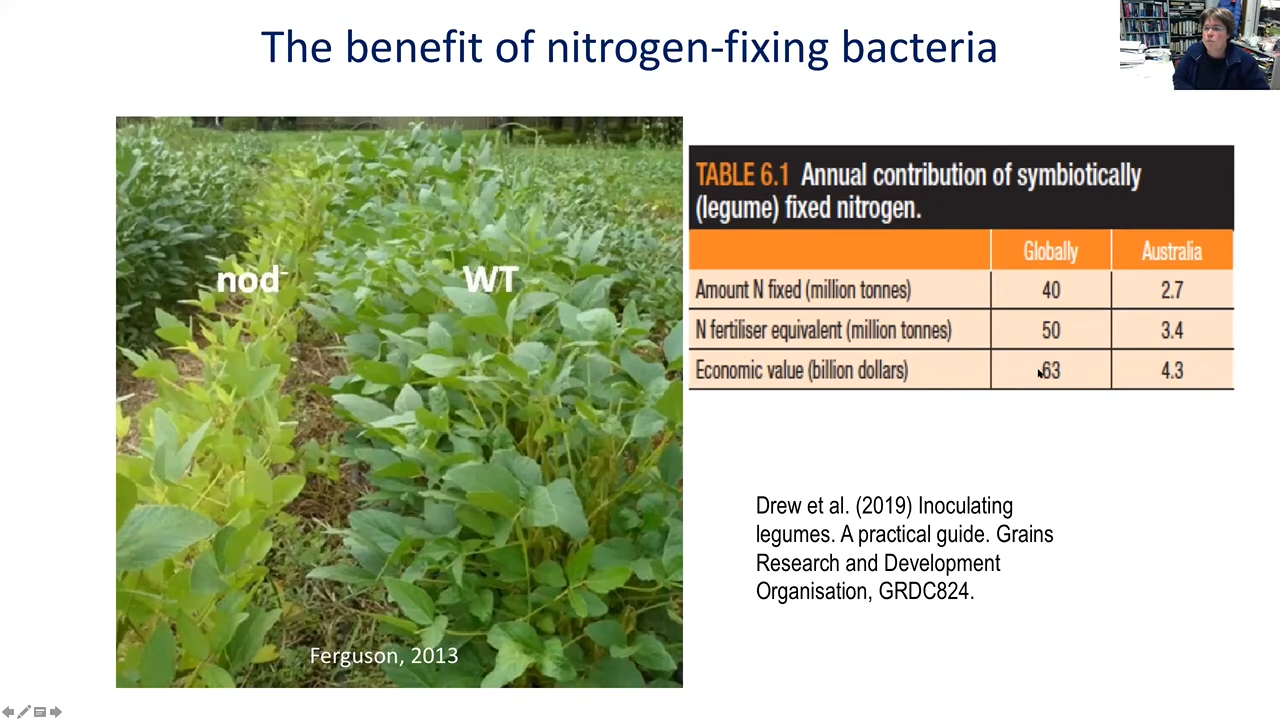 The benefit of nitrogen-fixing bacteria
nod-
WT
Ferguson, 2013
TABLE 6.1 Annual contribution of symbiotically
(legume) fixed nitrogen.
Globally Australia
Amount N fixed (million tonnes) 40 2.7
N fertiliser equivalent (million tonnes) 50 3.4
Economic value (billion dollars) 63 4.3
Drew et al. (2019) Inoculating
legumes. A practical guide. Grains
Research and Development
Organisation, GRDC824.